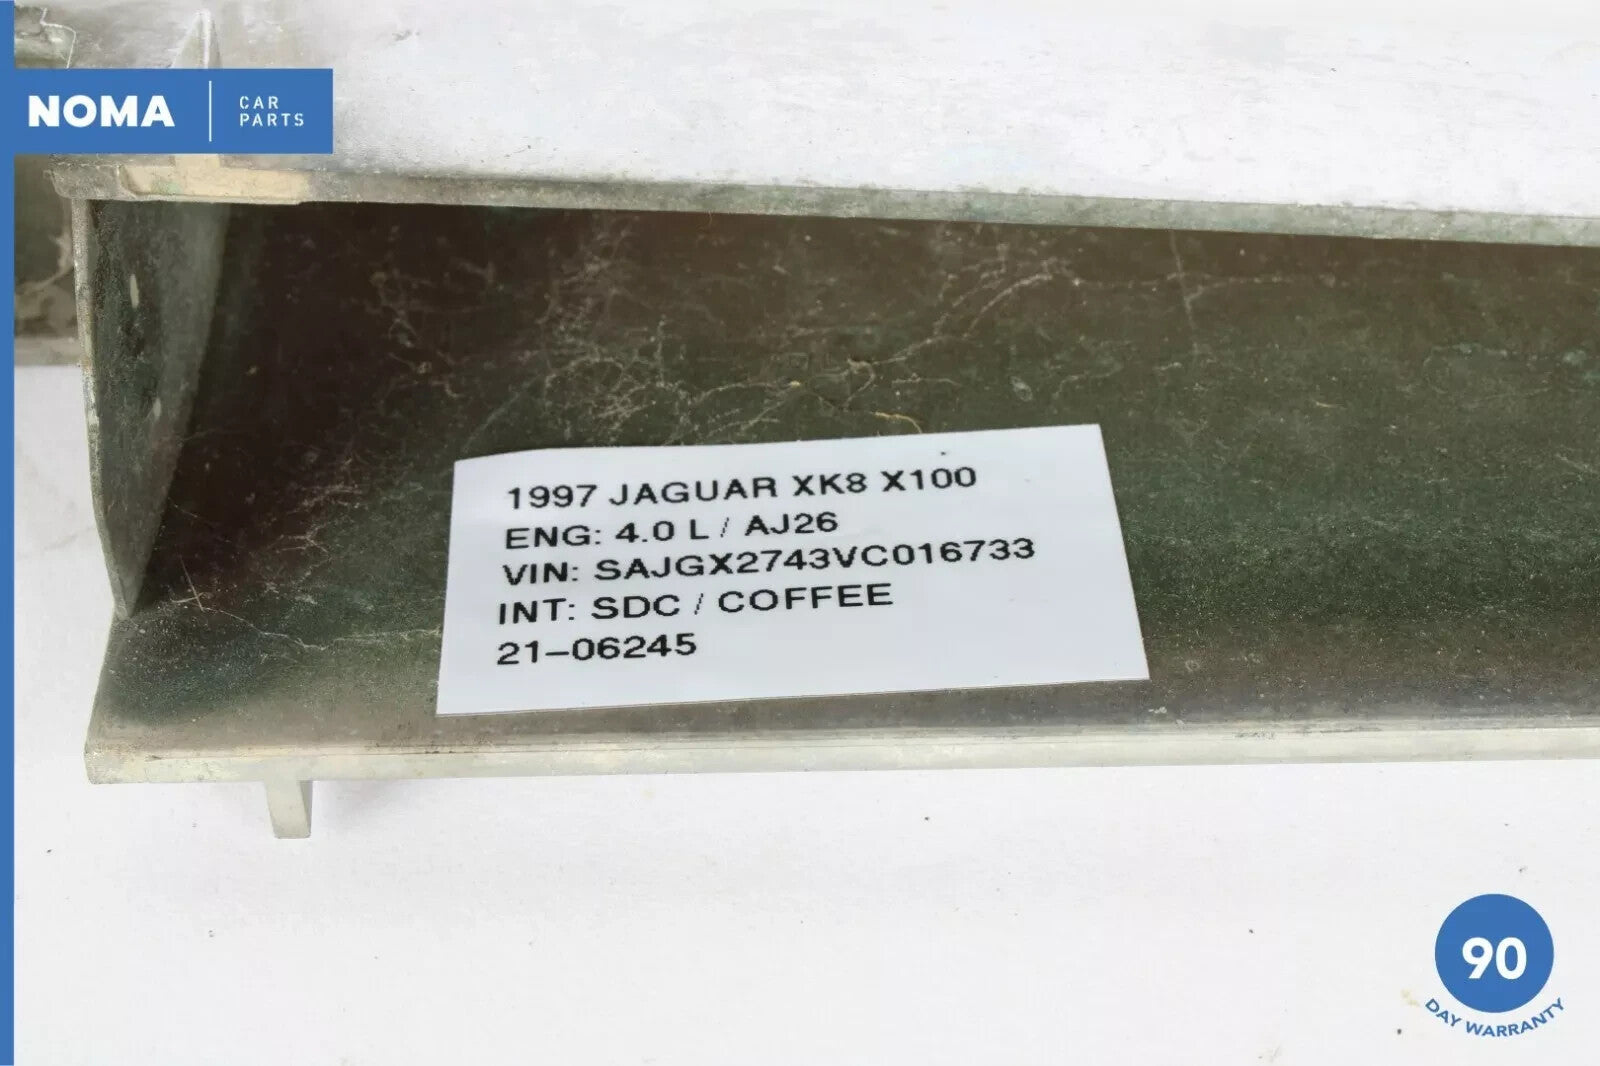 NOMA
CAR
PARTS
1997 JAGUAR XK8 X100
ENG: 4.0 L / AJ26
VIN: SAJGX2743VC016733
INT: SDC / COFFEE
21-06245
90
DAY WARRANTY